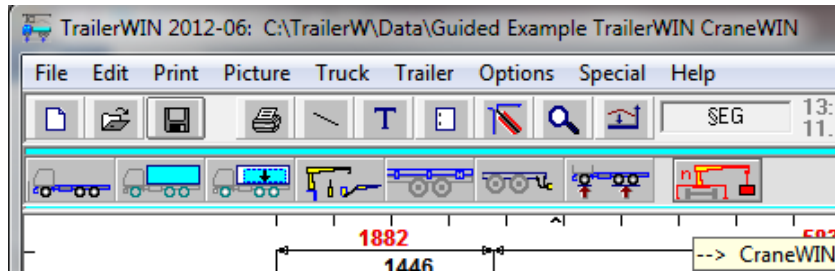 TrailerWIN 2012-06: C:\TrailerW\Data\Guided Example TrailerWIN CraneWIN
File Edit Print Picture Truck Trailer Options Special Help
T §EG 13:
11.
n
1882
1446
--> CraneWIN